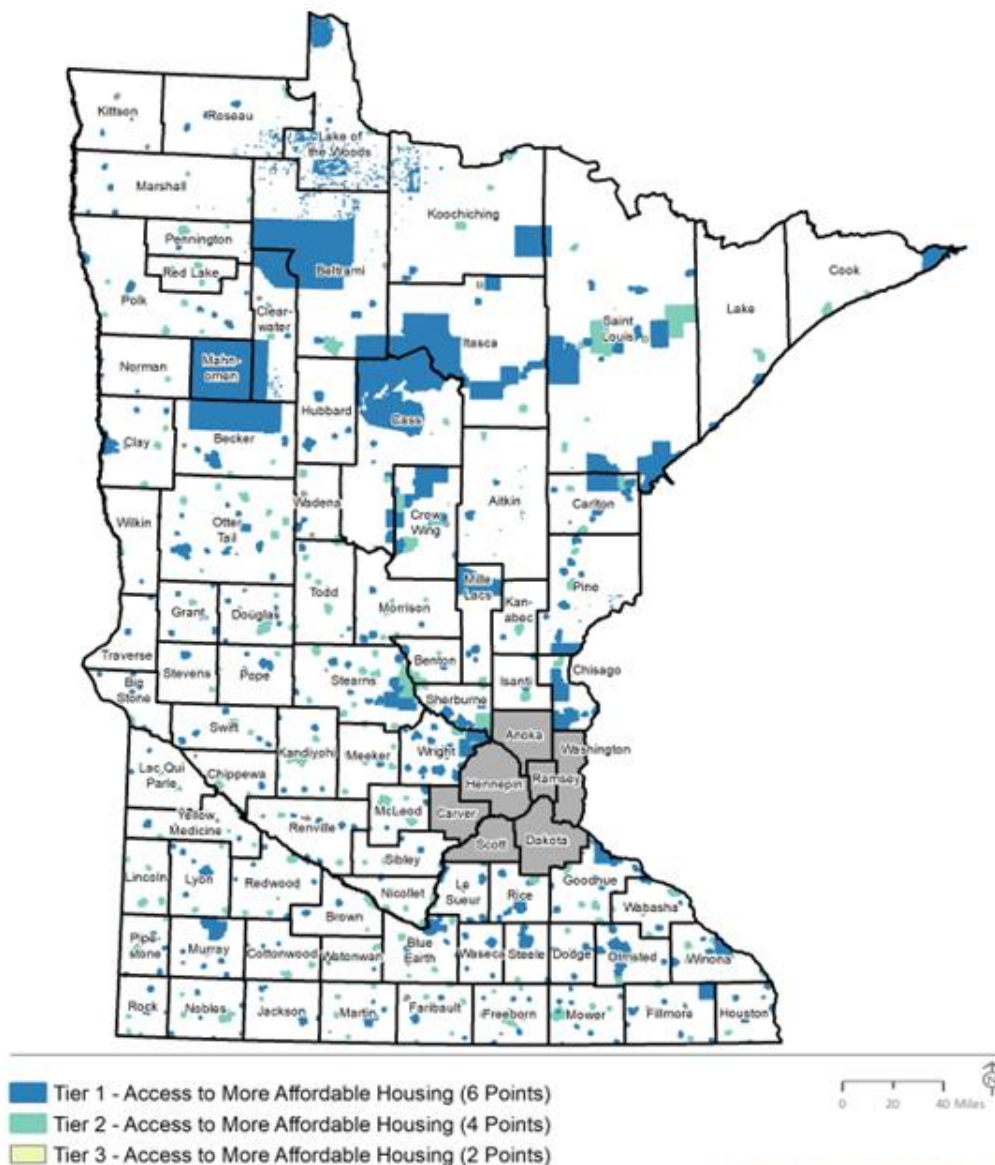 Kittson
Roseau
Lake of
the Woods
Marshall
Koochiching
Pennington
Red Lake
Beltrami
Cook
Polk
Clear-
water
Lake
Saint
Louis
Itasca
Norman
Mahn-
omen
Hubbard
Cass
Clay
Becker
Wadena
Aitkin
Carlton
Crow
Wing
Wilkin
Otter
Tail
Pine
Mille
Lacs
Kan-
abec
Todd
Morrison
Grant
Douglas
Benton
Chisago
Traverse
Stevens
Pope
Stearns
Isanti
Big
Stone
Sherburne
Anoka
Swift
Kandiyohi
Meeker
Wright
Washington
Lac Qui
Parle
Chippewa
Hennepin
Ramsey
Yellow
Medicine
Renville
McLeod
Carver
Scott
Dakota
Sibley
Lincoln
Lyon
Redwood
Nicollet
Le
Sueur
Rice
Goodhue
Wabasha
Brown
Pipe-
stone
Murray
Cottonwood
Watonwan
Blue
Earth
Waseca
Steele
Dodge
Olmsted
Winona
Rock
Nobles
Jackson
Martin
Faribault
Freeborn
Mower
Fillmore
Houston
Tier 1 - Access to More Affordable Housing (6 Points)
Tier 2 - Access to More Affordable Housing (4 Points)
Tier 3 - Access to More Affordable Housing (2 Points)
0 20 40 Miles